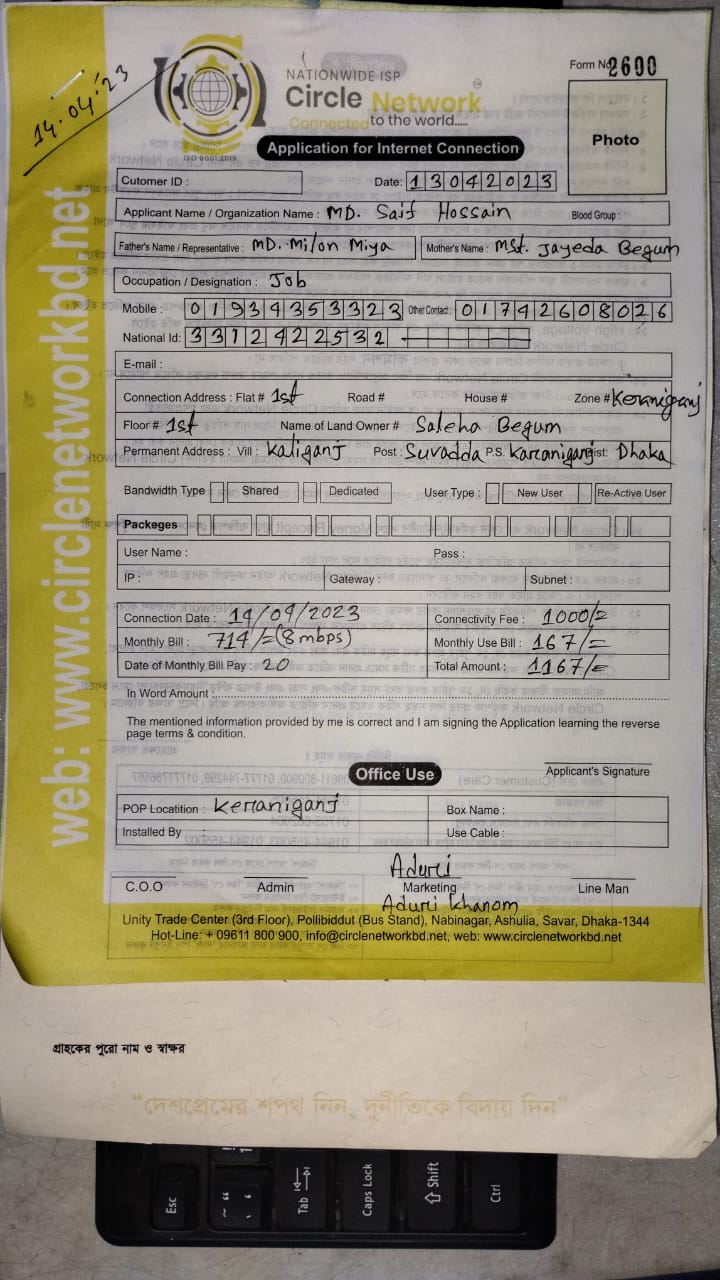 14.04.'23
NATIONWIDE ISP
Circle Network
Connected to the world.....
ISO 9001:2015
Form No 2600
Photo
Application for Internet Connection
Cutomer ID :
Date: 13042023
Applicant Name / Organization Name : MD. Saif Hossain Blood Group :
Father's Name / Representative : MD. Milon Miya Mother's Name : Mst. Jayeda Begum
Otcupation / Designation : Job
Mobile : 01934353323 Other Contact : 01742608026
National Id: 3312422532
E-mail :
Connection Address : Flat # 1st Road # House # Zone # Keraniganj
Floor # 1st Name of Land Owner # Saleha Begum
Permanent Address : Vill : Kaliganj Post : Suvadda P.S. Karraniganj ist: Dhaka
Bandwidth Type Shared Dedicated User Type : New User Re-Active User
Packeges
User Name : Pass :
IP : Gateway : Subnet :
Connection Date : 14/04/2023 Connectivity Fee : 1000/=
Monthly Bill : 714/= (8 mbps) Monthly Use Bill : 167/=
Date of Monthly Bill Pay : 20 Total Amount : 1167/=
In Word Amount :
The mentioned information provided by me is correct and I am signing the Application learning the reverse
page terms & condition.
Office Use
Applicant's Signature
POP Locatition : Kerraniganj Box Name :
Installed By : Use Cable :
Aduri
C.O.O Admin Marketing Line Man
Aduri Khanom
Unity Trade Center (3rd Floor), Pollibiddut (Bus Stand), Nabinagar, Ashulia, Savar, Dhaka-1344
Hot-Line: + 09611 800 900, info@circlenetworkbd.net, web: www.circlenetworkbd.net
web: www.circlenetworkbd.net
গ্রাহকের পুরো নাম ও স্বাক্ষর
“দেশপ্রেমের শপথ নিন, দুর্নীতিকে বিদায় দিন”
Esc
Tab
Caps Lock
Shift
Ctrl